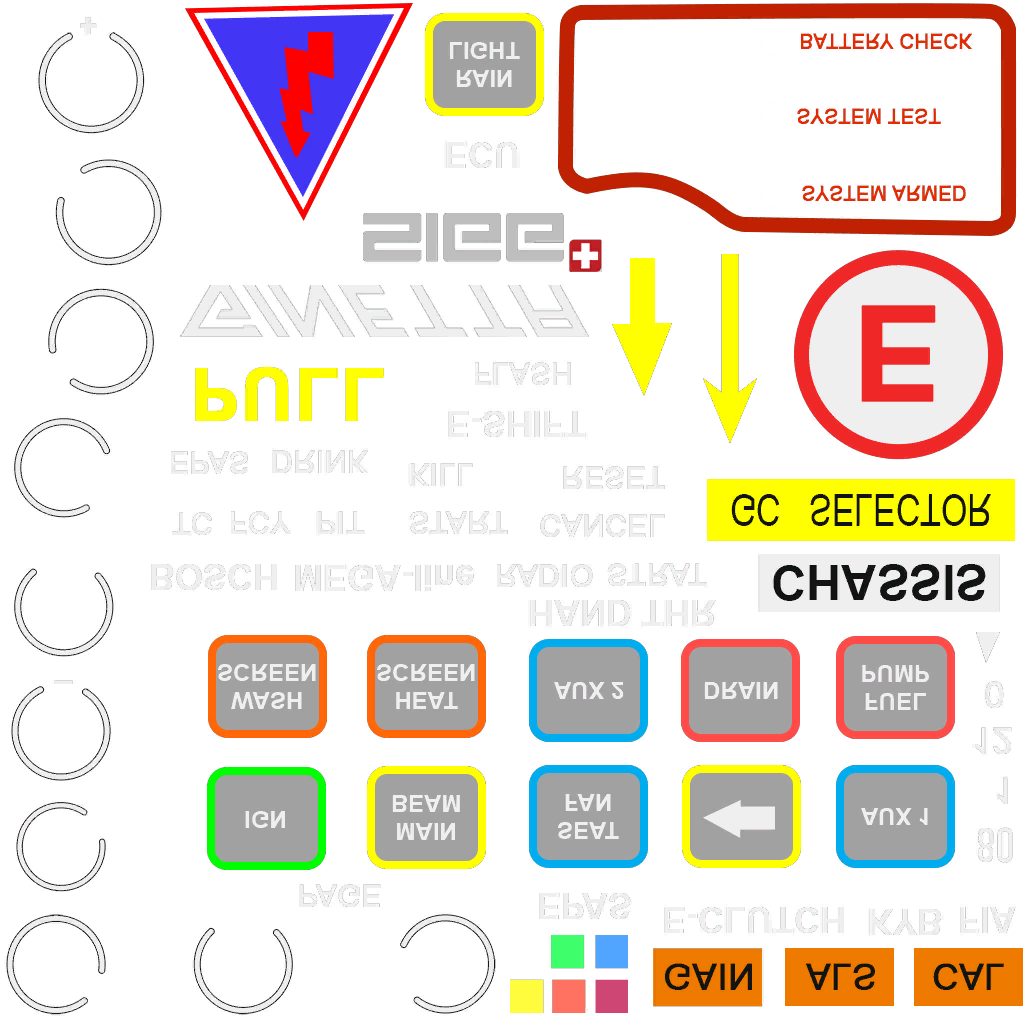 GAIN
ALS
CAL
EPAS
E-CLUTCH KYB FIA
PAGE
IGN
MAIN
BEAM
SEAT
FAN
AUX 1
80
1
12
0
WASH
SCREEN
HEAT
SCREEN
AUX 2
DRAIN
FUEL
PUMP
HAND THR
BOSCH MEGA-line RADIO STRAT
CHASSIS
TC FCY PIT START CANCEL
GC SELECTOR
EPAS DRINK KILL RESET
E-SHIFT
PULL
FLASH
E
GINETTA
SIGG
SYSTEM ARMED
ECU
SYSTEM TEST
RAIN
LIGHT
BATTERY CHECK